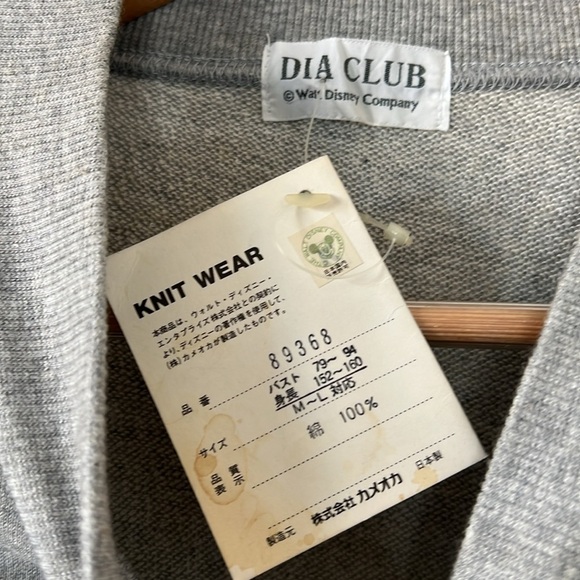 DIA CLUB
© Walt Disney Company
KNIT WEAR
本商品は、ウォルト・ディズニー・
エンタプライズ株式会社との契約に
より、ディズニーの著作権を使用して、
(株)カメオカが製造したものです。
品番 89368
サイズ バスト 79〜94
身長 152〜160
M〜L 対応
品質表示 綿 100%
日本製
製造元 株式会社 カメオカ